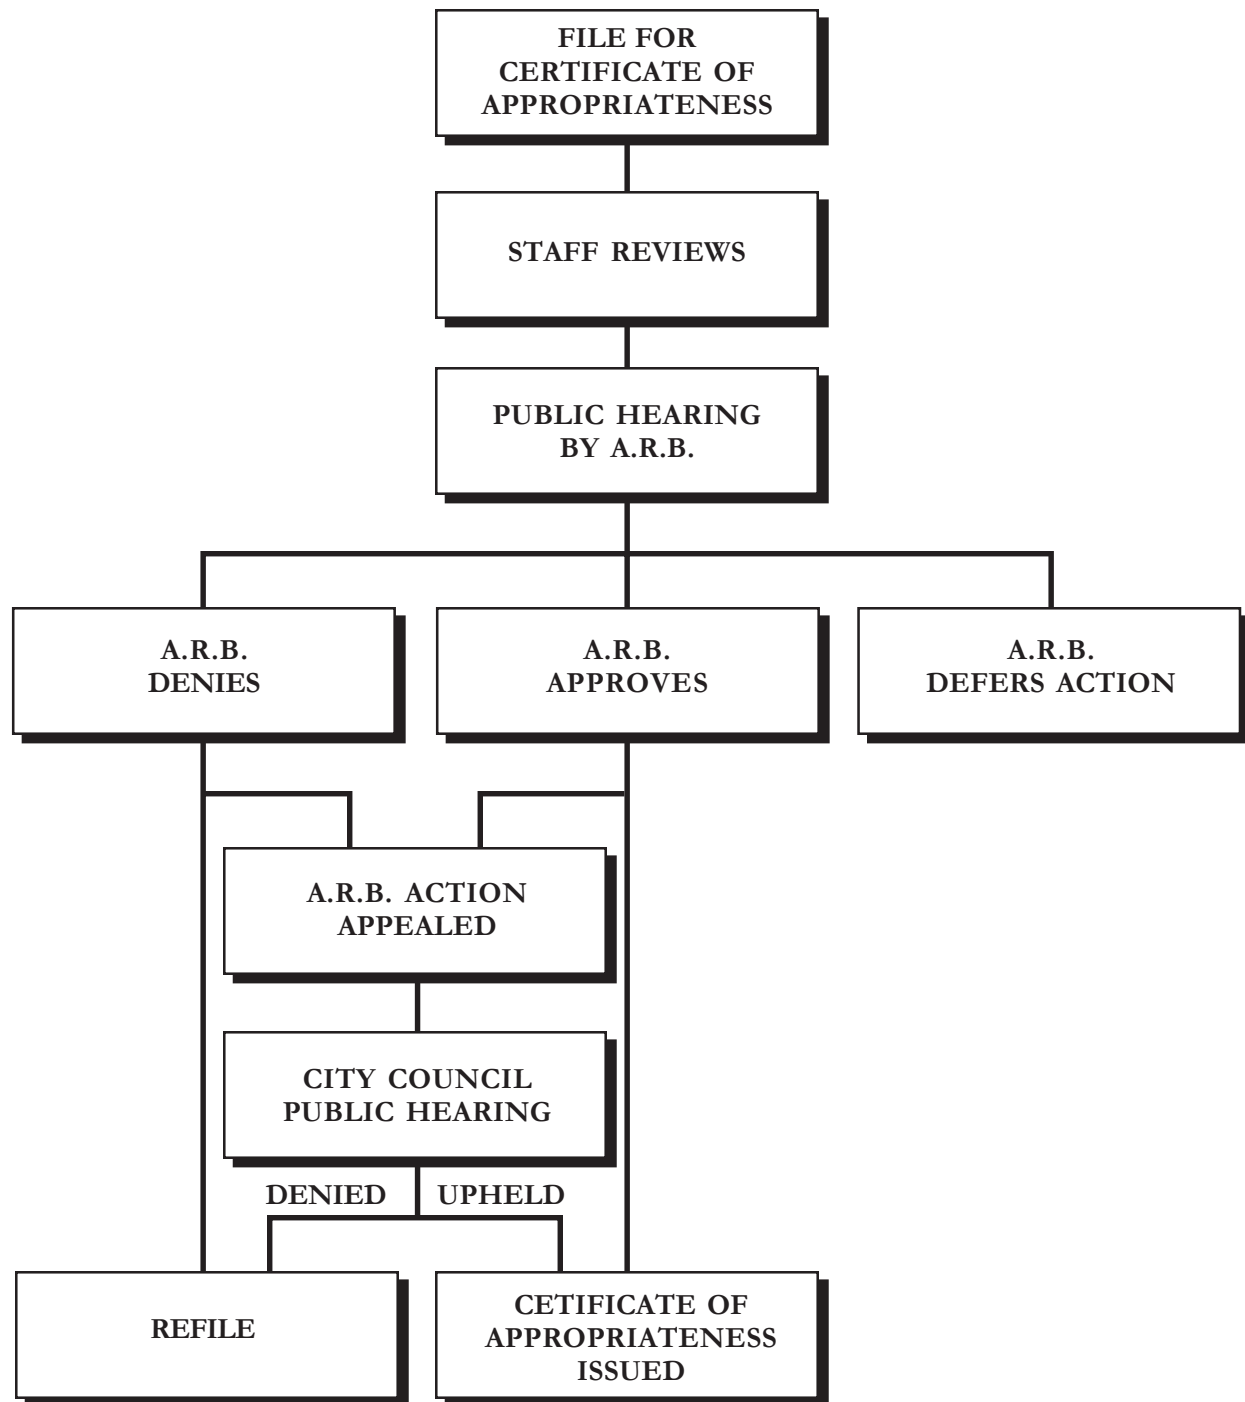 FILE FOR
CERTIFICATE OF
APPROPRIATENESS
STAFF REVIEWS
PUBLIC HEARING
BY A.R.B.
A.R.B.
DENIES
A.R.B.
APPROVES
A.R.B.
DEFERS ACTION
A.R.B. ACTION
APPEALED
CITY COUNCIL
PUBLIC HEARING
DENIED
UPHELD
REFILE
CETIFICATE OF
APPROPRIATENESS
ISSUED